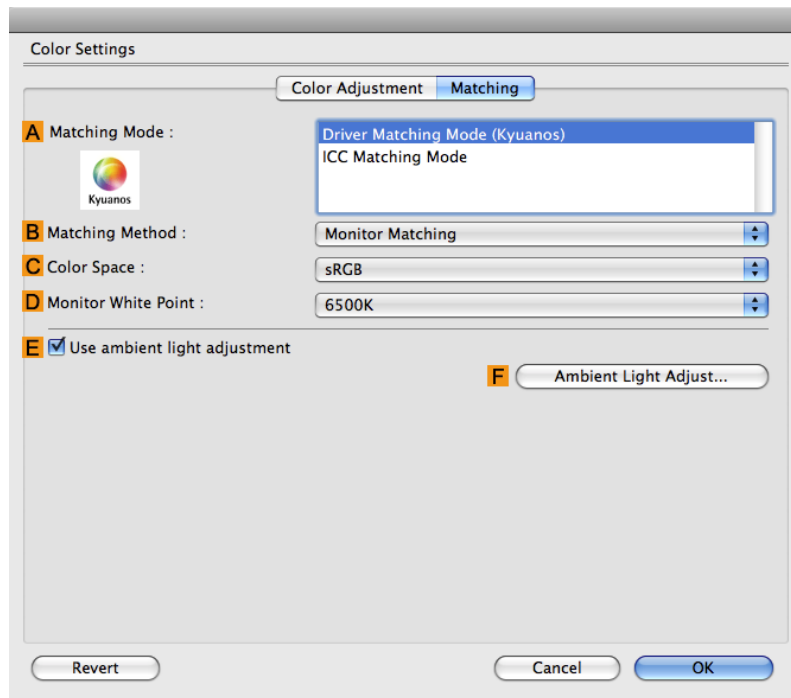 Color Settings
Color Adjustment Matching
A Matching Mode :
Driver Matching Mode (Kyuanos)
ICC Matching Mode
Kyuanos
B Matching Method : Monitor Matching
C Color Space : sRGB
D Monitor White Point : 6500K
E Use ambient light adjustment
F Ambient Light Adjust...
Revert Cancel OK